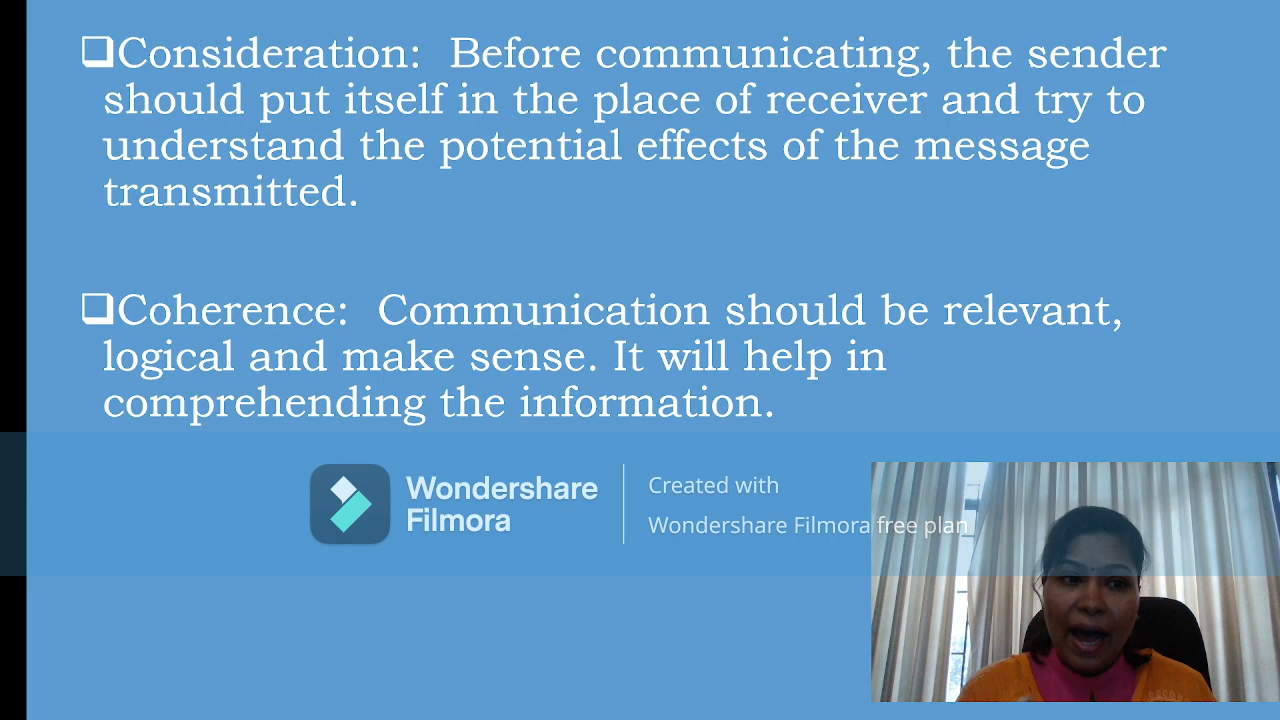 ❑Consideration: Before communicating, the sender
should put itself in the place of receiver and try to
understand the potential effects of the message
transmitted.
❑Coherence: Communication should be relevant,
logical and make sense. It will help in
comprehending the information.
Wondershare
Filmora
Created with
Wondershare Filmora free plan